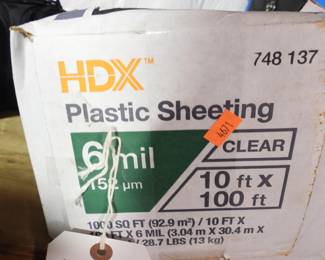 HDX™
748 137
Plastic Sheeting
4671
6 mil
152 µm
CLEAR
10 ft x
100 ft
1000 SQ FT (92.9 m²) / 10 FT X
FT X 6 MIL (3.04 m X 30.4 m X
/ 28.7 LBS (13 kg)